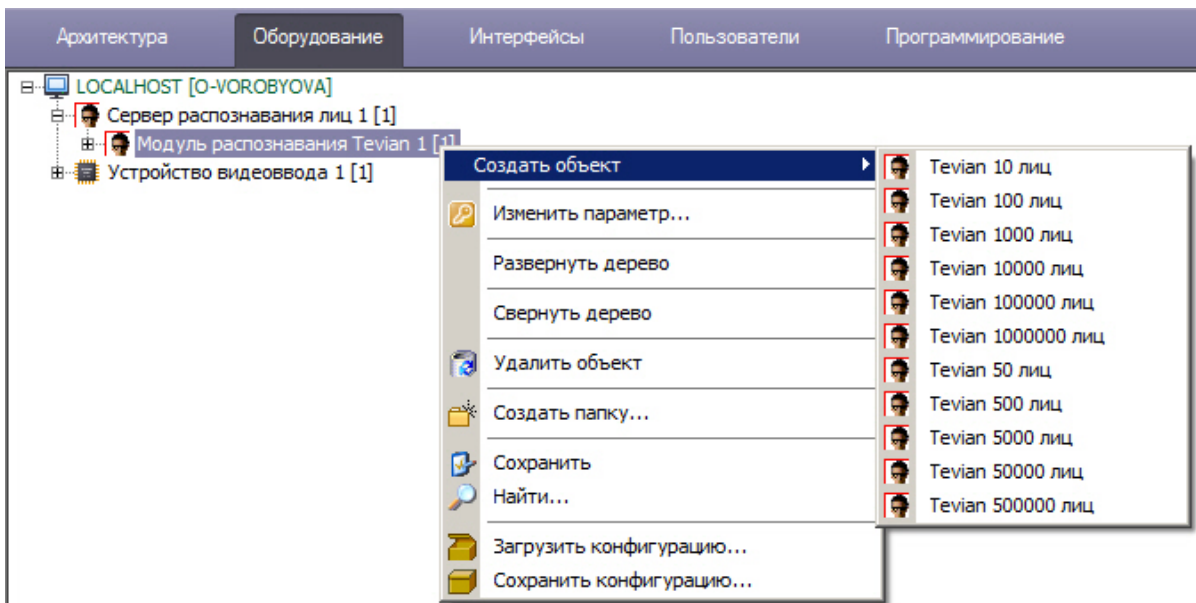 Архитектура Оборудование Интерфейсы Пользователи Программирование
LOCALHOST [O-VOROBYOVA]
Сервер распознавания лиц 1 [1]
Модуль распознавания Tevian 1 [1]
Устройство видеоввода 1 [1]
Создать объект
Изменить параметр...
Развернуть дерево
Свернуть дерево
Удалить объект
Создать папку...
Сохранить
Найти...
Загрузить конфигурацию...
Сохранить конфигурацию...
Tevian 10 лиц
Tevian 100 лиц
Tevian 1000 лиц
Tevian 10000 лиц
Tevian 100000 лиц
Tevian 1000000 лиц
Tevian 50 лиц
Tevian 500 лиц
Tevian 5000 лиц
Tevian 50000 лиц
Tevian 500000 лиц